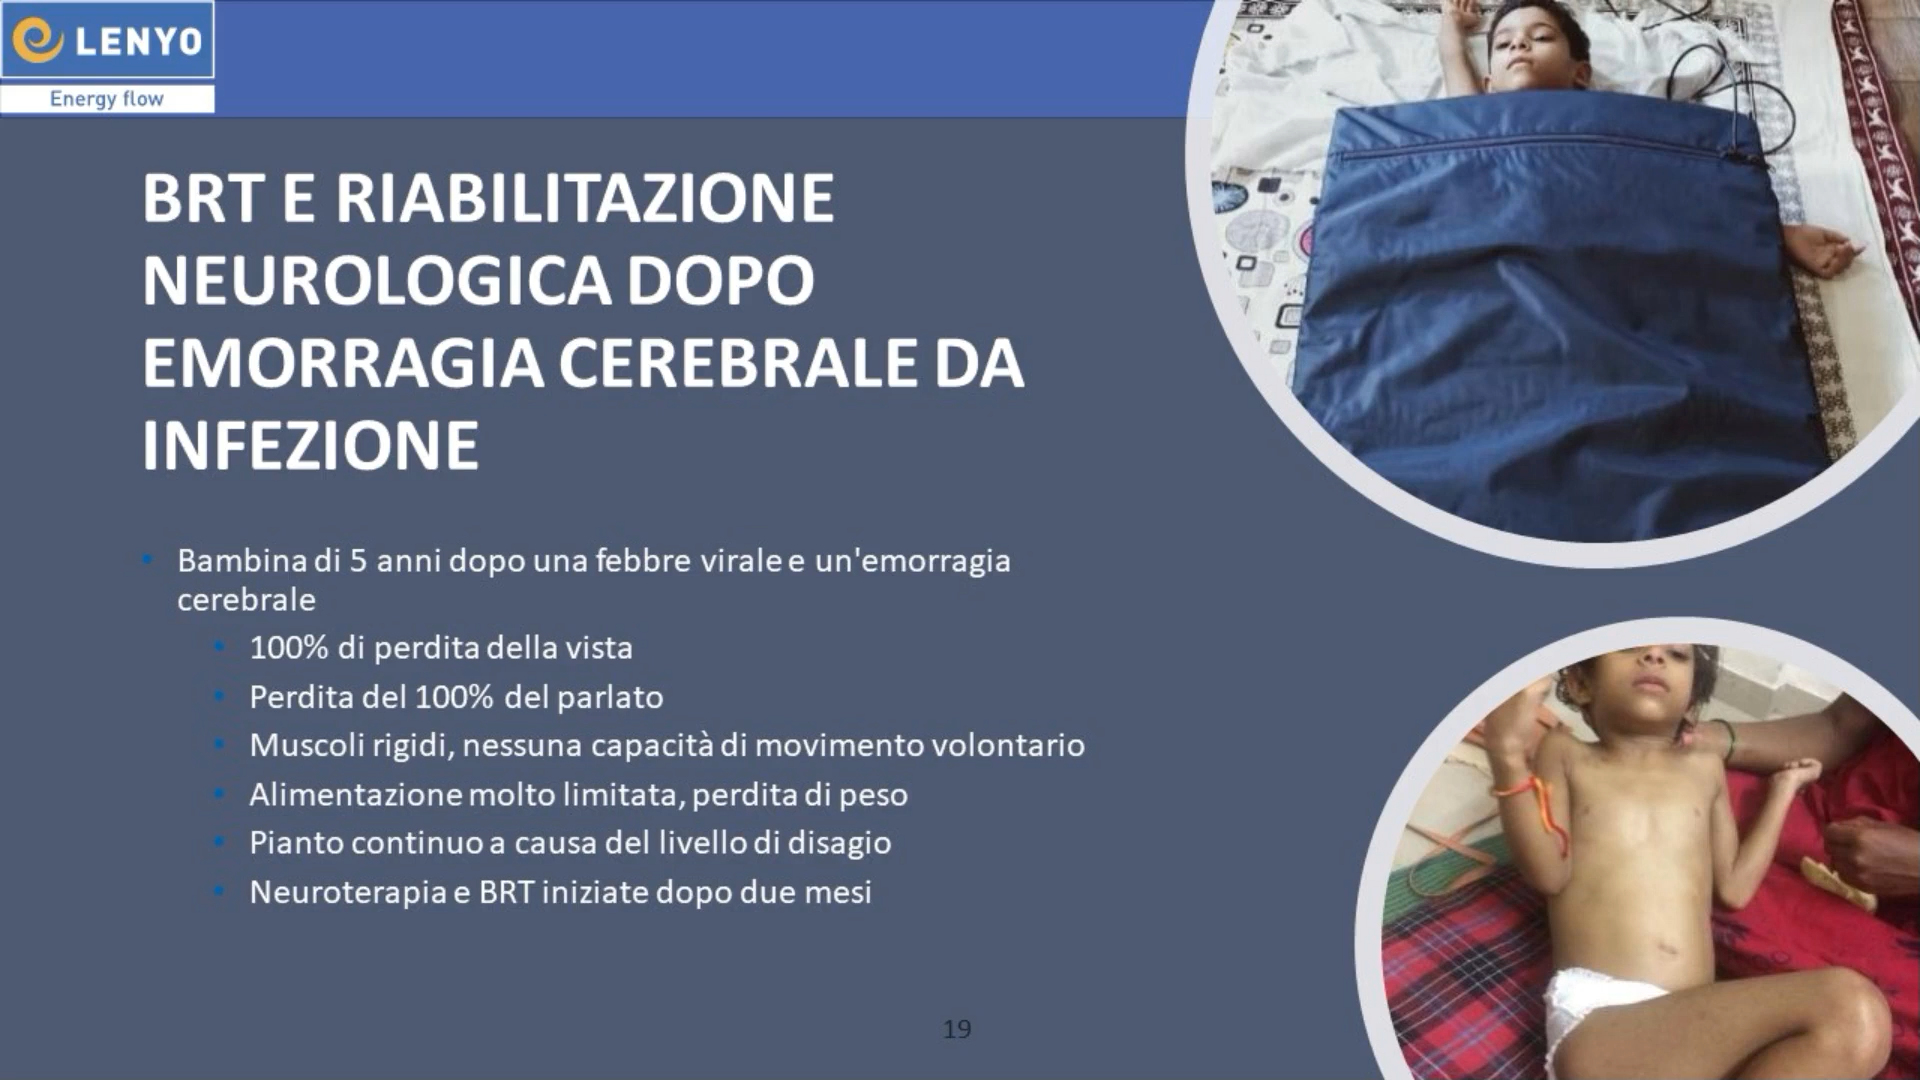 LENYO
Energy flow
BRT E RIABILITAZIONE
NEUROLOGICA DOPO
EMORRAGIA CEREBRALE DA
INFEZIONE
• Bambina di 5 anni dopo una febbre virale e un'emorragia
cerebrale
• 100% di perdita della vista
• Perdita del 100% del parlato
• Muscoli rigidi, nessuna capacità di movimento volontario
• Alimentazione molto limitata, perdita di peso
• Pianto continuo a causa del livello di disagio
• Neuroterapia e BRT iniziate dopo due mesi
19